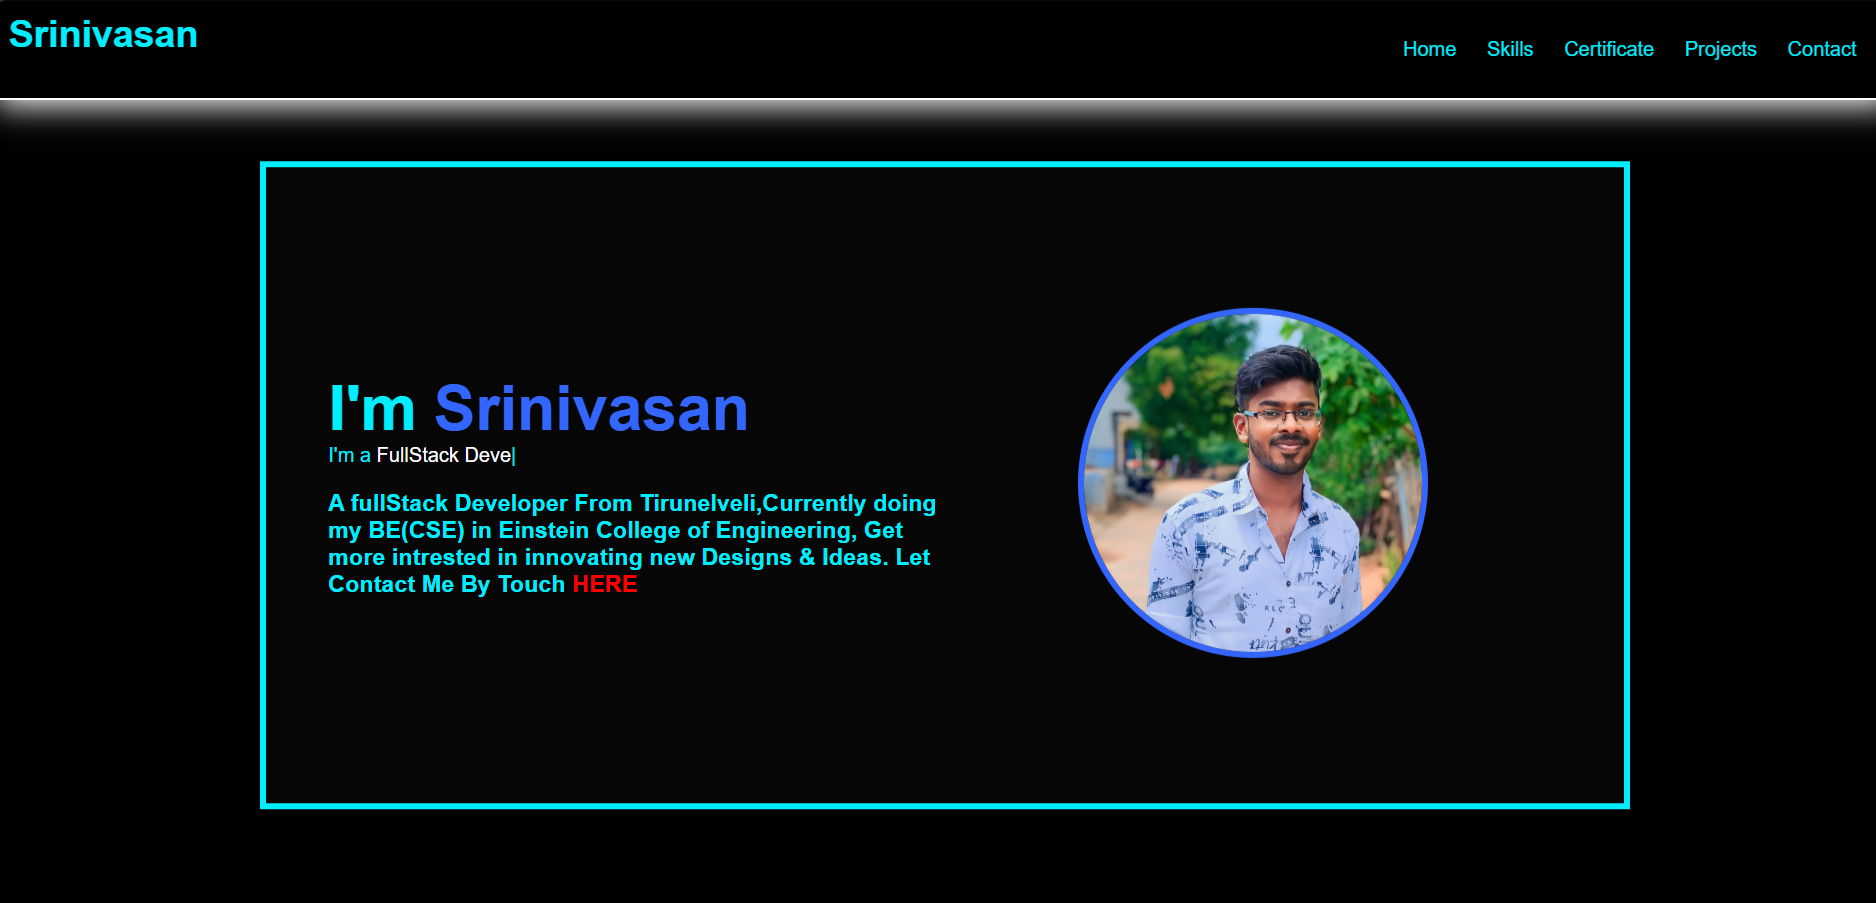 Srinivasan
Home Skills Certificate Projects Contact
I'm Srinivasan
I'm a FullStack Deve|
A fullStack Developer From Tirunelveli,Currently doing
my BE(CSE) in Einstein College of Engineering, Get
more intrested in innovating new Designs & Ideas. Let
Contact Me By Touch HERE